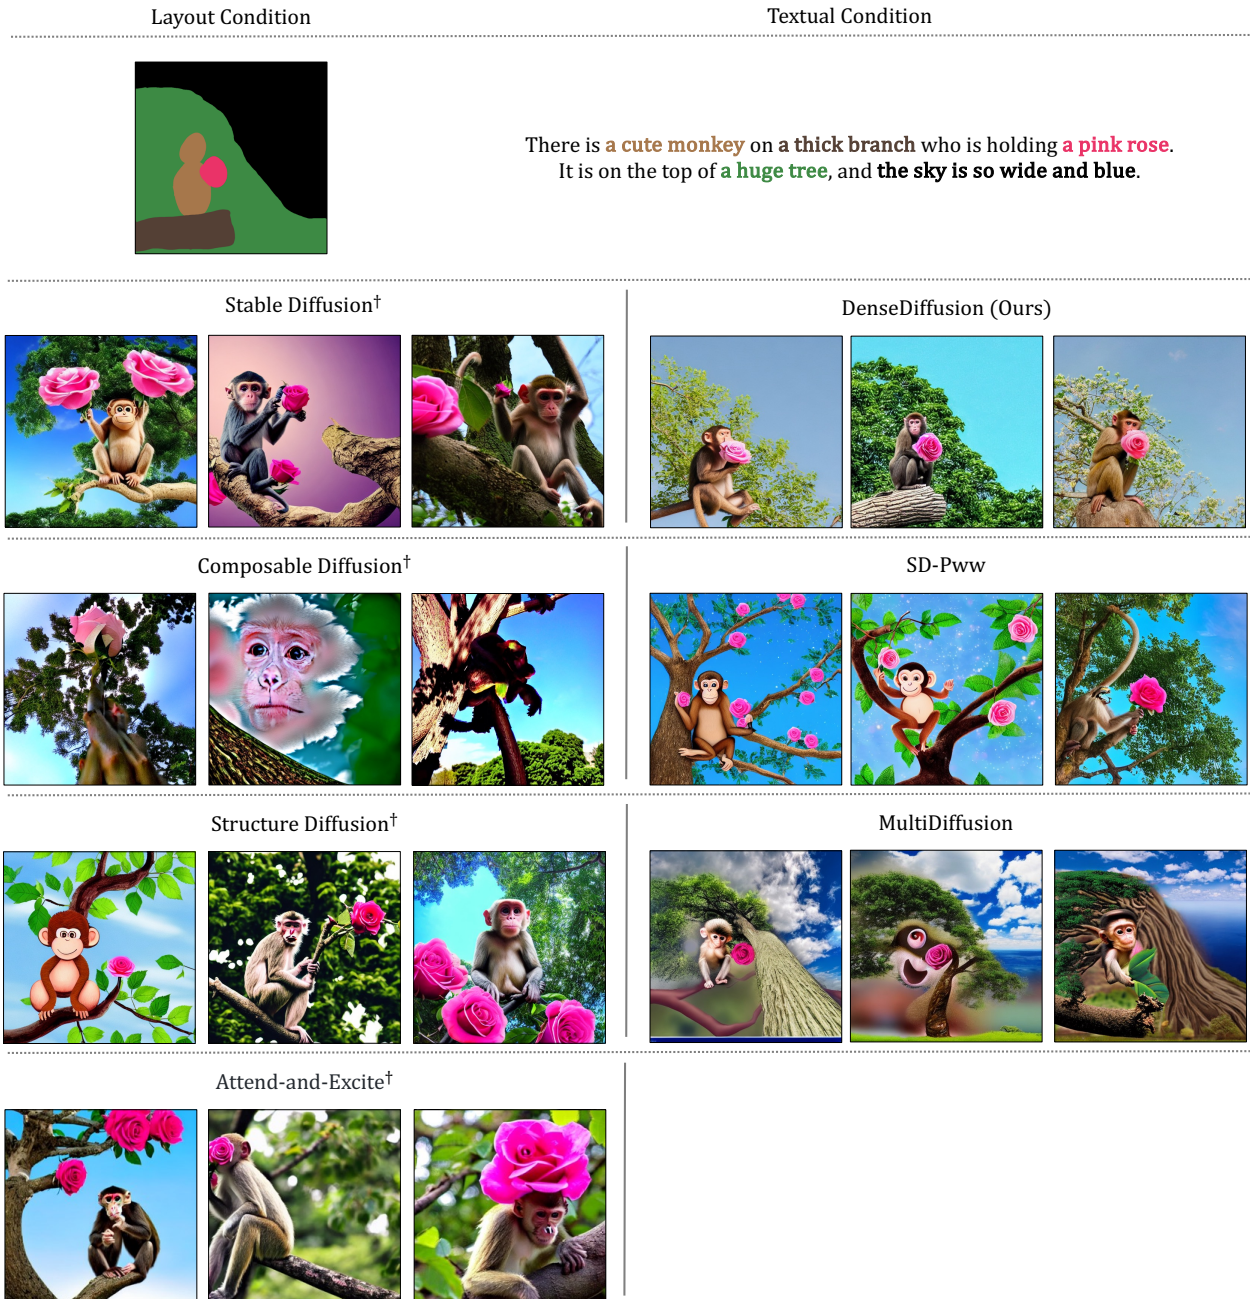 Layout Condition
Textual Condition
There is a cute monkey on a thick branch who is holding a pink rose.
It is on the top of a huge tree, and the sky is so wide and blue.
Stable Diffusion†
DenseDiffusion (Ours)
Composable Diffusion†
SD-Pww
Structure Diffusion†
MultiDiffusion
Attend-and-Excite†